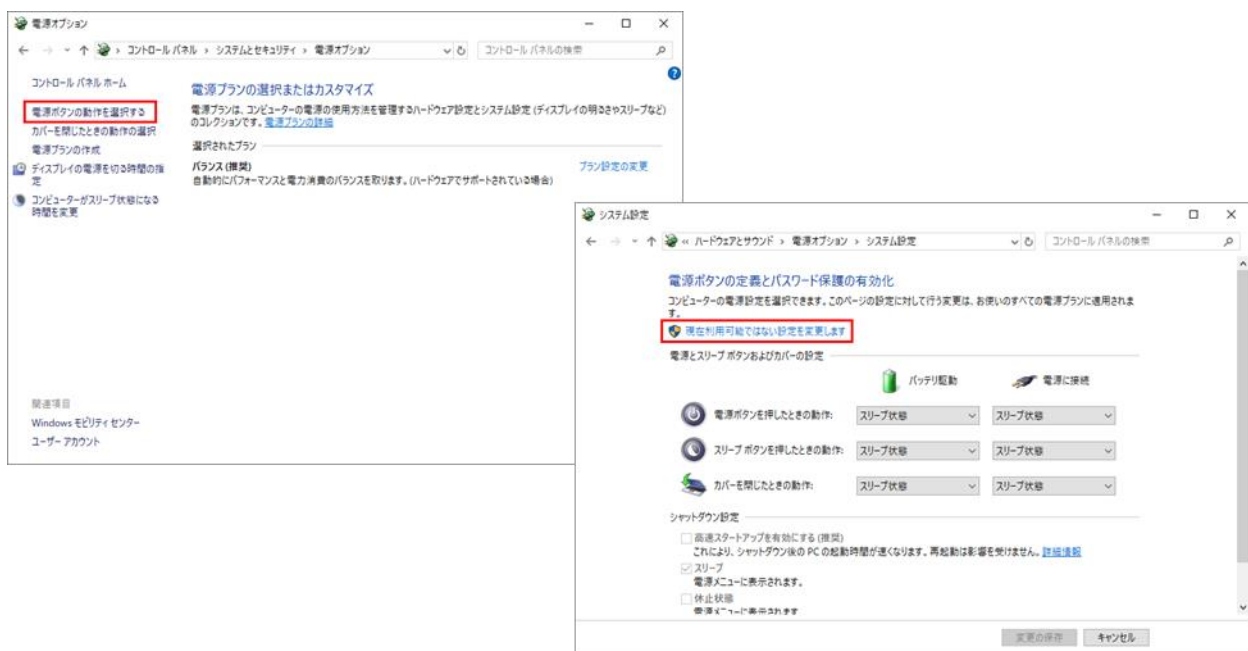 電源オプション
コントロール パネル › システムとセキュリティ › 電源オプション
コントロール パネルの検索
コントロール パネル ホーム
電源ボタンの動作を選択する
カバーを閉じたときの動作の選択
電源プランの作成
ディスプレイの電源を切る時間の指
定
コンピューターがスリープ状態になる
時間を変更
電源プランの選択またはカスタマイズ
電源プランは、コンピューターの電源の使用方法を管理するハードウェア設定とシステム設定 (ディスプレイの明るさやスリープなど)
のコレクションです。電源プランの詳細
選択されたプラン
バランス (推奨)
プラン設定の変更
自動的にパフォーマンスと電力消費のバランスを取ります。(ハードウェアでサポートされている場合)
関連項目
Windows モビリティ センター
ユーザー アカウント
システム設定
« ハードウェアとサウンド › 電源オプション › システム設定
コントロール パネルの検索
電源ボタンの定義とパスワード保護の有効化
コンピューターの電源設定を選択できます。このページの設定に対して行う変更は、お使いのすべての電源プランに適用されま
す。
現在利用可能ではない設定を変更します
電源とスリープ ボタンおよびカバーの設定
バッテリ駆動
電源に接続
電源ボタンを押したときの動作: スリープ状態 スリープ状態
スリープ ボタンを押したときの動作: スリープ状態 スリープ状態
カバーを閉じたときの動作: スリープ状態 スリープ状態
シャットダウン設定
高速スタートアップを有効にする (推奨)
これにより、シャットダウン後の PC の起動時間が速くなります。再起動は影響を受けません。詳細情報
スリープ
電源メニューに表示されます。
休止状態
電源メニューに表示されます
変更の保存 キャンセル